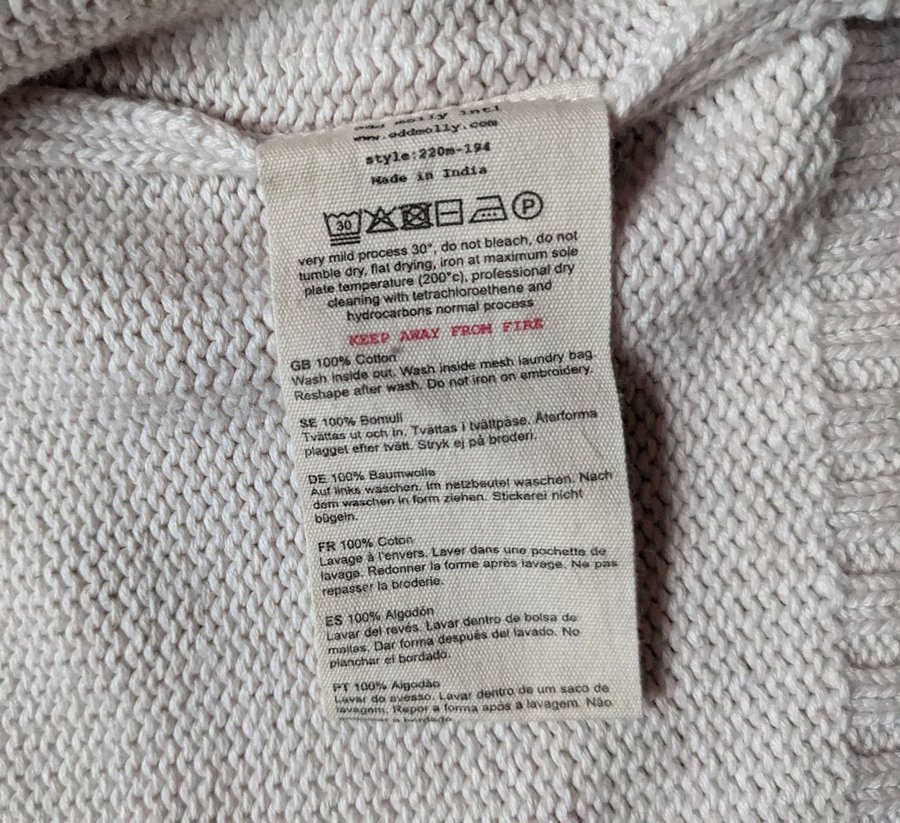 odd molly intl
www.oddmolly.com
style:220m-194
Made in India
30 P
very mild process 30°, do not bleach, do not
tumble dry, flat drying, iron at maximum sole
plate temperature (200°c), professional dry
cleaning with tetrachloroethene and
hydrocarbons normal process
KEEP AWAY FROM FIRE
GB 100% Cotton
Wash inside out. Wash inside mesh laundry bag.
Reshape after wash. Do not iron on embroidery.
SE 100% Bomull
Tvättas ut och in. Tvättas i tvättpåse. Återforma
plagget efter tvätt. Stryk ej på broderi.
DE 100% Baumwolle
Auf links waschen. Im netzbeutel waschen. Nach
dem waschen in form ziehen. Stickerei nicht
bügeln.
FR 100% Coton
Lavage à l'envers. Laver dans une pochette de
lavage. Redonner la forme après lavage. Ne pas
repasser la broderie.
ES 100% Algodón
Lavar del revés. Lavar dentro de bolsa de
mallas. Dar forma después del lavado. No
planchar el bordado.
PT 100% Algodão
Lavar do avesso. Lavar dentro de um saco de
lavagem. Repor a forma após a lavagem. Não
o bordado.